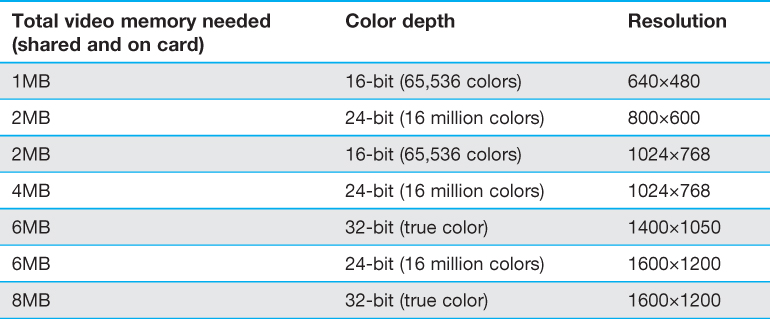 Total video memory needed (shared and on card) Color depth Resolution
1MB 16-bit (65,536 colors) 640×480
2MB 24-bit (16 million colors) 800×600
2MB 16-bit (65,536 colors) 1024×768
4MB 24-bit (16 million colors) 1024×768
6MB 32-bit (true color) 1400×1050
6MB 24-bit (16 million colors) 1600×1200
8MB 32-bit (true color) 1600×1200